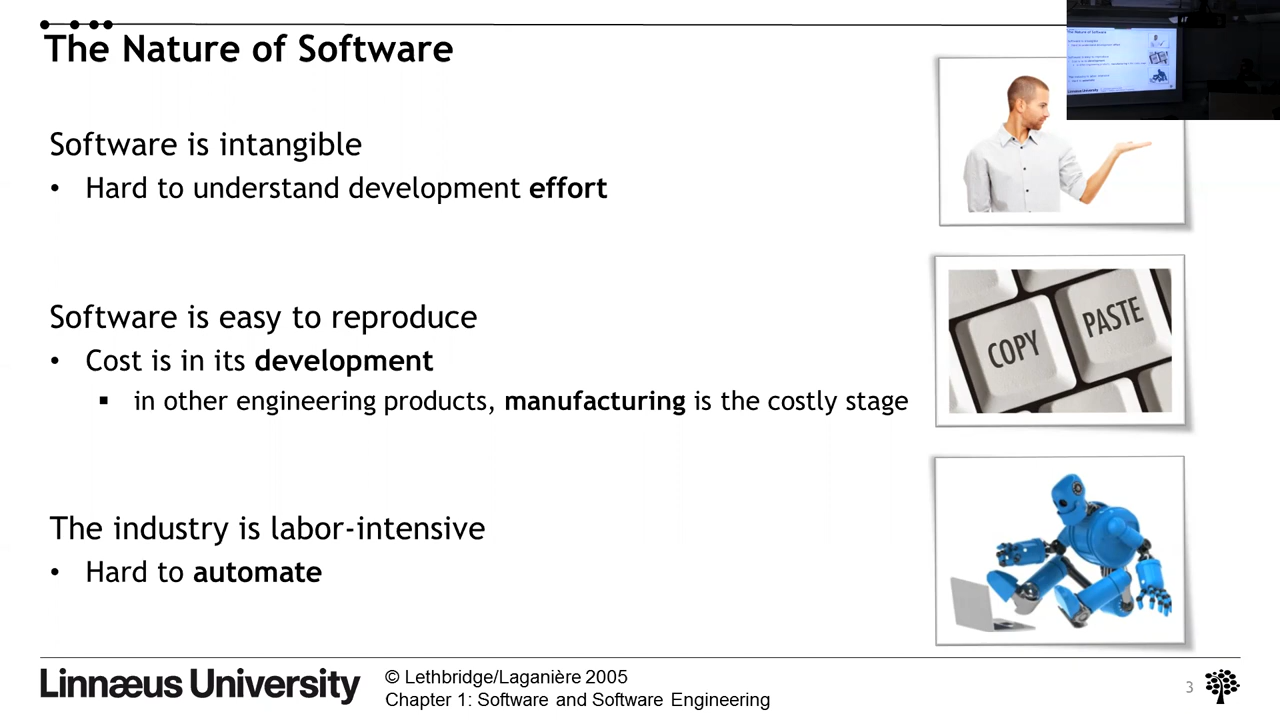 The Nature of Software
Software is intangible
• Hard to understand development effort
Software is easy to reproduce
• Cost is in its development
▪ in other engineering products, manufacturing is the costly stage
COPY
PASTE
The industry is labor-intensive
• Hard to automate
Linnæus University
© Lethbridge/Laganière 2005
Chapter 1: Software and Software Engineering
3